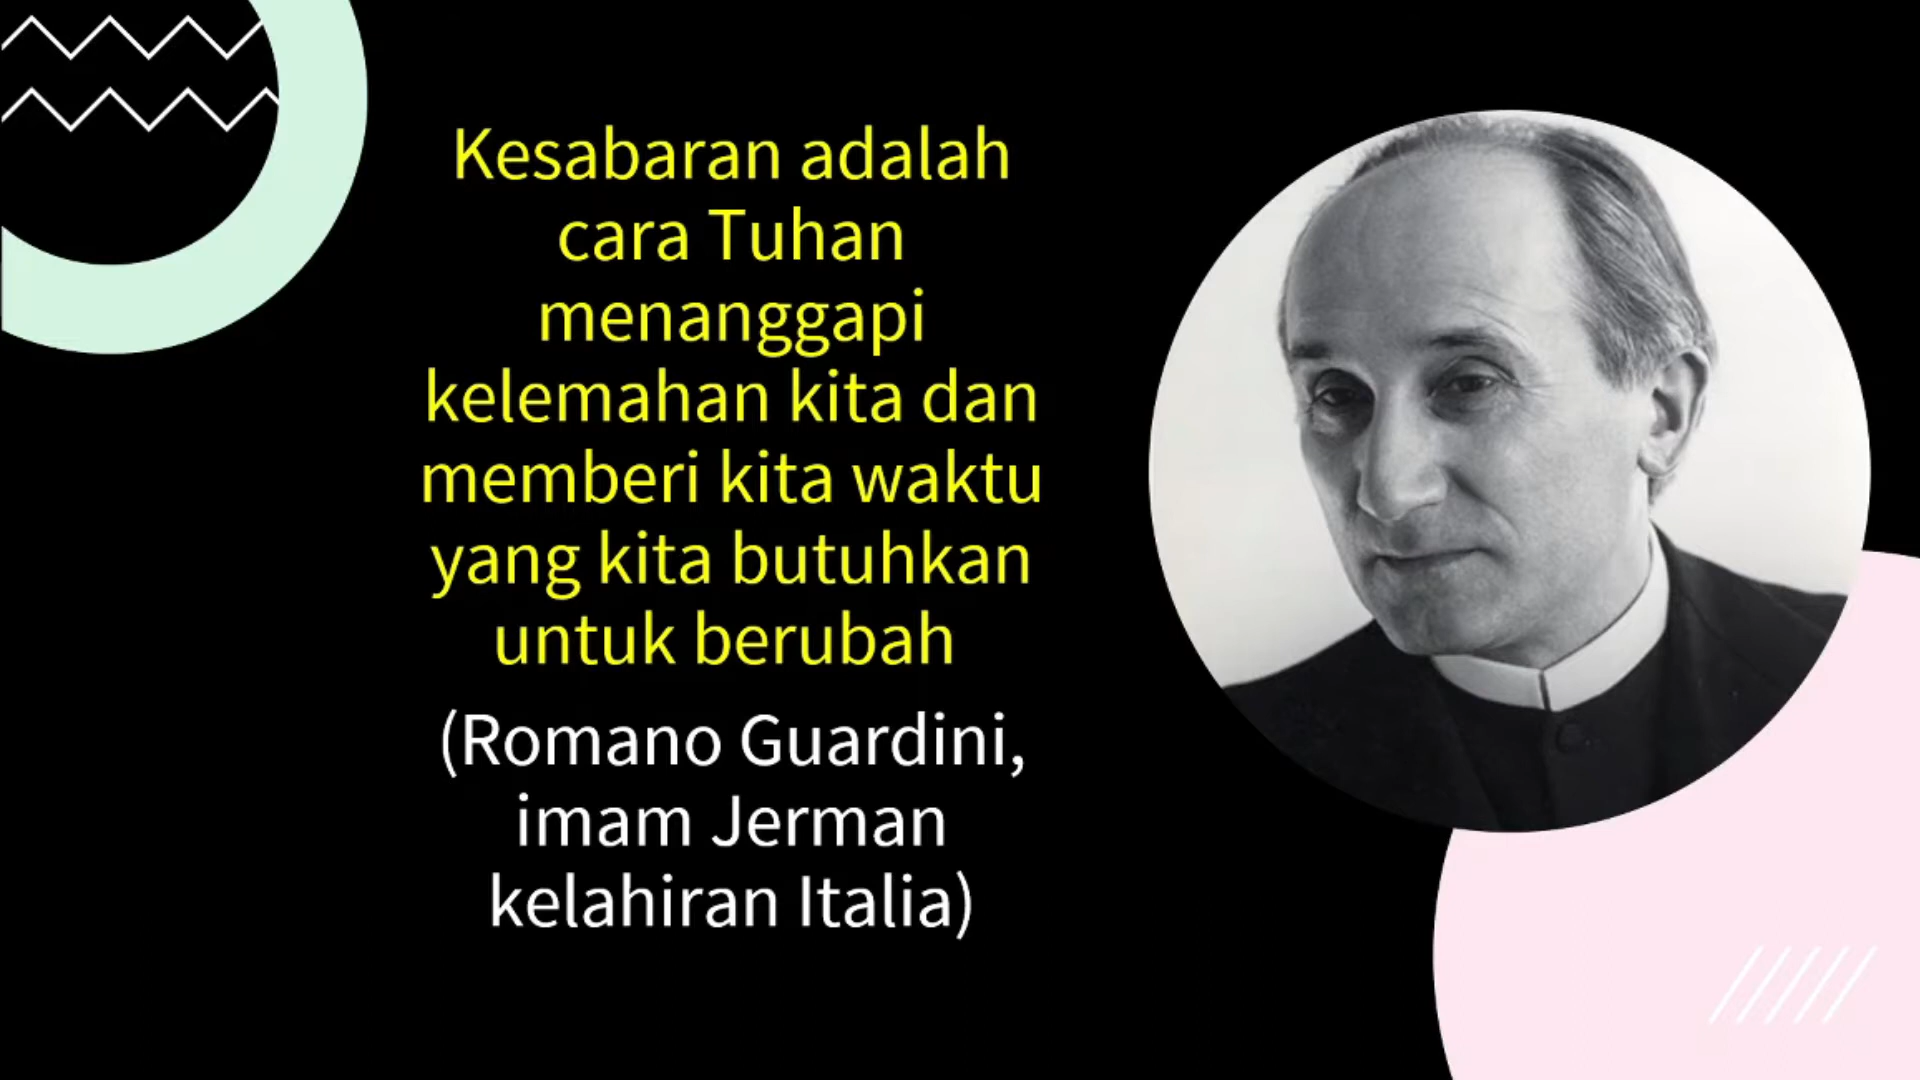 Kesabaran adalah
cara Tuhan
menanggapi
kelemahan kita dan
memberi kita waktu
yang kita butuhkan
untuk berubah
(Romano Guardini,
imam Jerman
kelahiran Italia)